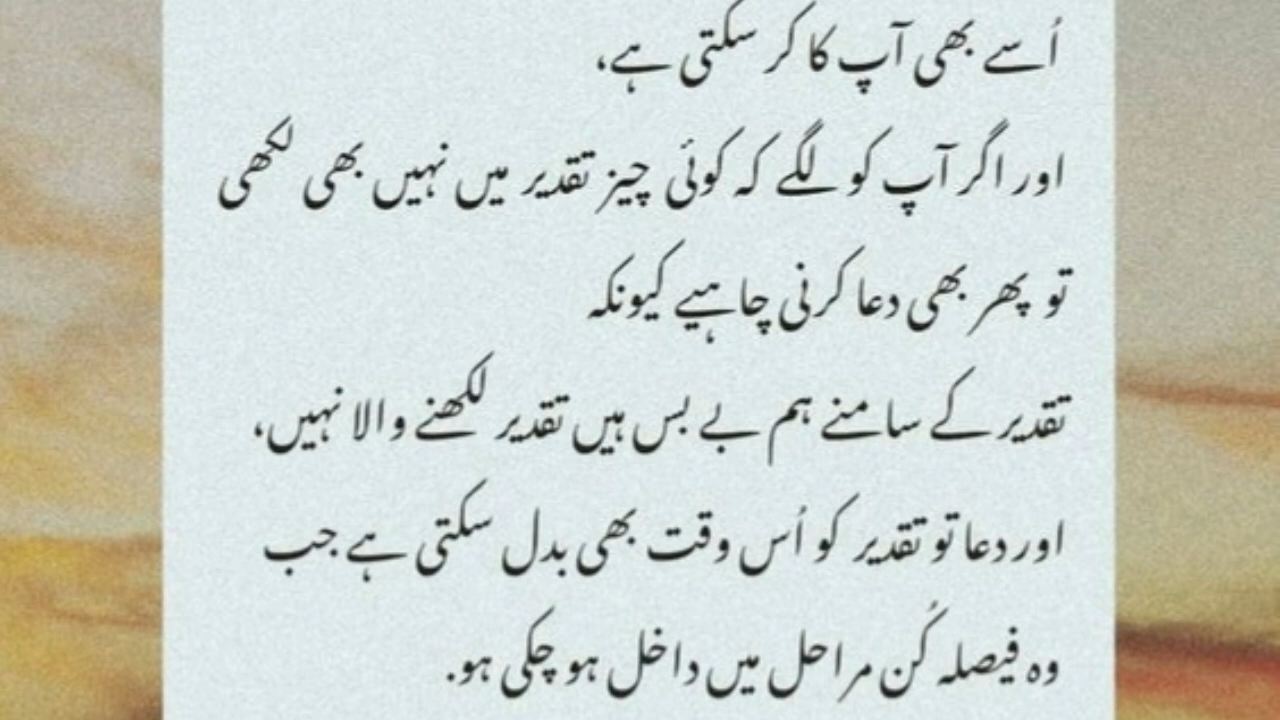 اُسے بھی آپ کا کر سکتی ہے،
اور اگر آپ کو لگے کہ کوئی چیز تقدیر میں نہیں بھی لکھی
تو پھر بھی دعا کرنی چاہیے کیونکہ
تقدیر کے سامنے ہم بے بس ہیں تقدیر لکھنے والا نہیں،
اور دعا تو تقدیر کو اُس وقت بھی بدل سکتی ہے جب
وہ فیصلہ کُن مراحل میں داخل ہو چکی ہو.